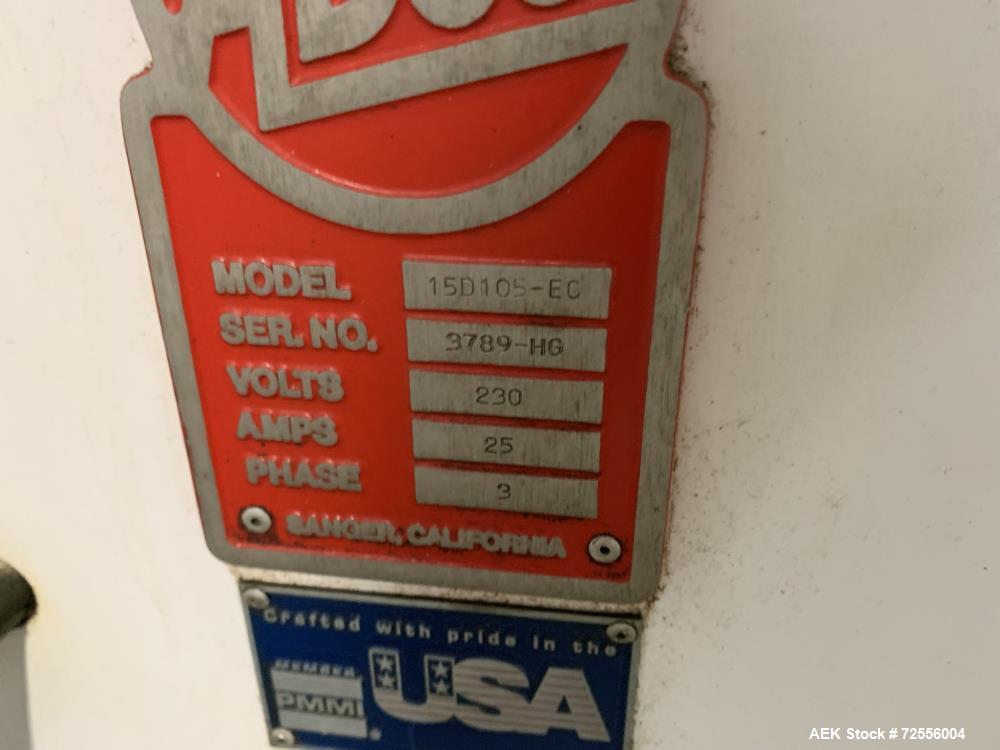 MODEL 15D105-EC
SER. NO. 3789-HG
VOLTS 230
AMPS 25
PHASE 3
SANGER, CALIFORNIA
Crafted with pride in the
USA
MEMBER
PMMI
AEK Stock # 72556004